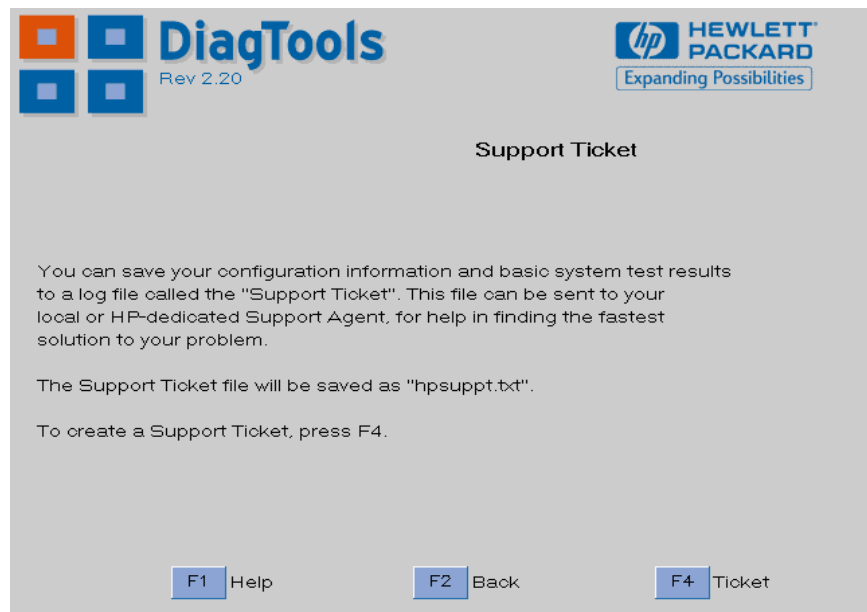 DiagTools
Rev 2.20
hp HEWLETT
PACKARD
Expanding Possibilities
Support Ticket
You can save your configuration information and basic system test results
to a log file called the "Support Ticket". This file can be sent to your
local or HP-dedicated Support Agent, for help in finding the fastest
solution to your problem.
The Support Ticket file will be saved as "hpsuppt.txt".
To create a Support Ticket, press F4.
F1 Help F2 Back F4 Ticket